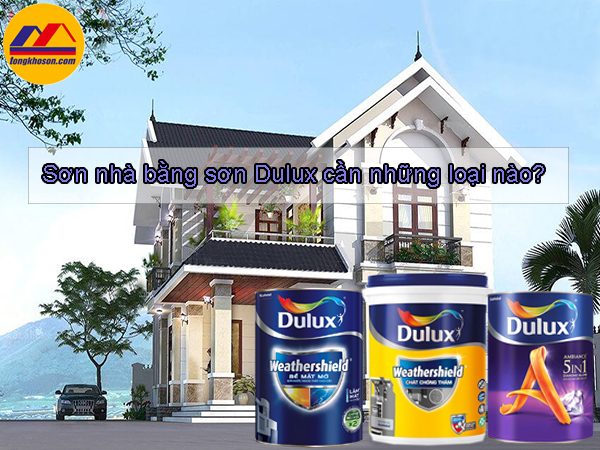 tongkhoson.com
Sơn nhà bằng sơn Dulux cần những loại nào?
Dulux
Weathershield
BỀ MẶT MỜ
Dulux
Weathershield
CHẤT CHỐNG THẤM
Dulux
AMBIANCE
5IN1